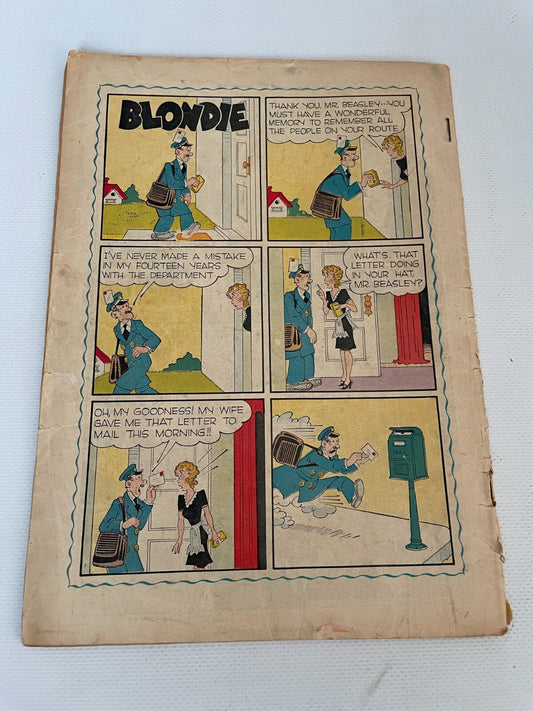 BLONDIE
THANK YOU, MR. BEASLEY---YOU
MUST HAVE A WONDERFUL
MEMORY TO REMEMBER ALL
THE PEOPLE ON YOUR ROUTE
I'VE NEVER MADE A MISTAKE
IN MY FOURTEEN YEARS
WITH THE DEPARTMENT
WHAT'S THAT
LETTER DOING
IN YOUR HAT,
MR. BEASLEY?
OH, MY GOODNESS! MY WIFE
GAVE ME THAT LETTER TO
MAIL THIS MORNING!!
MAIL